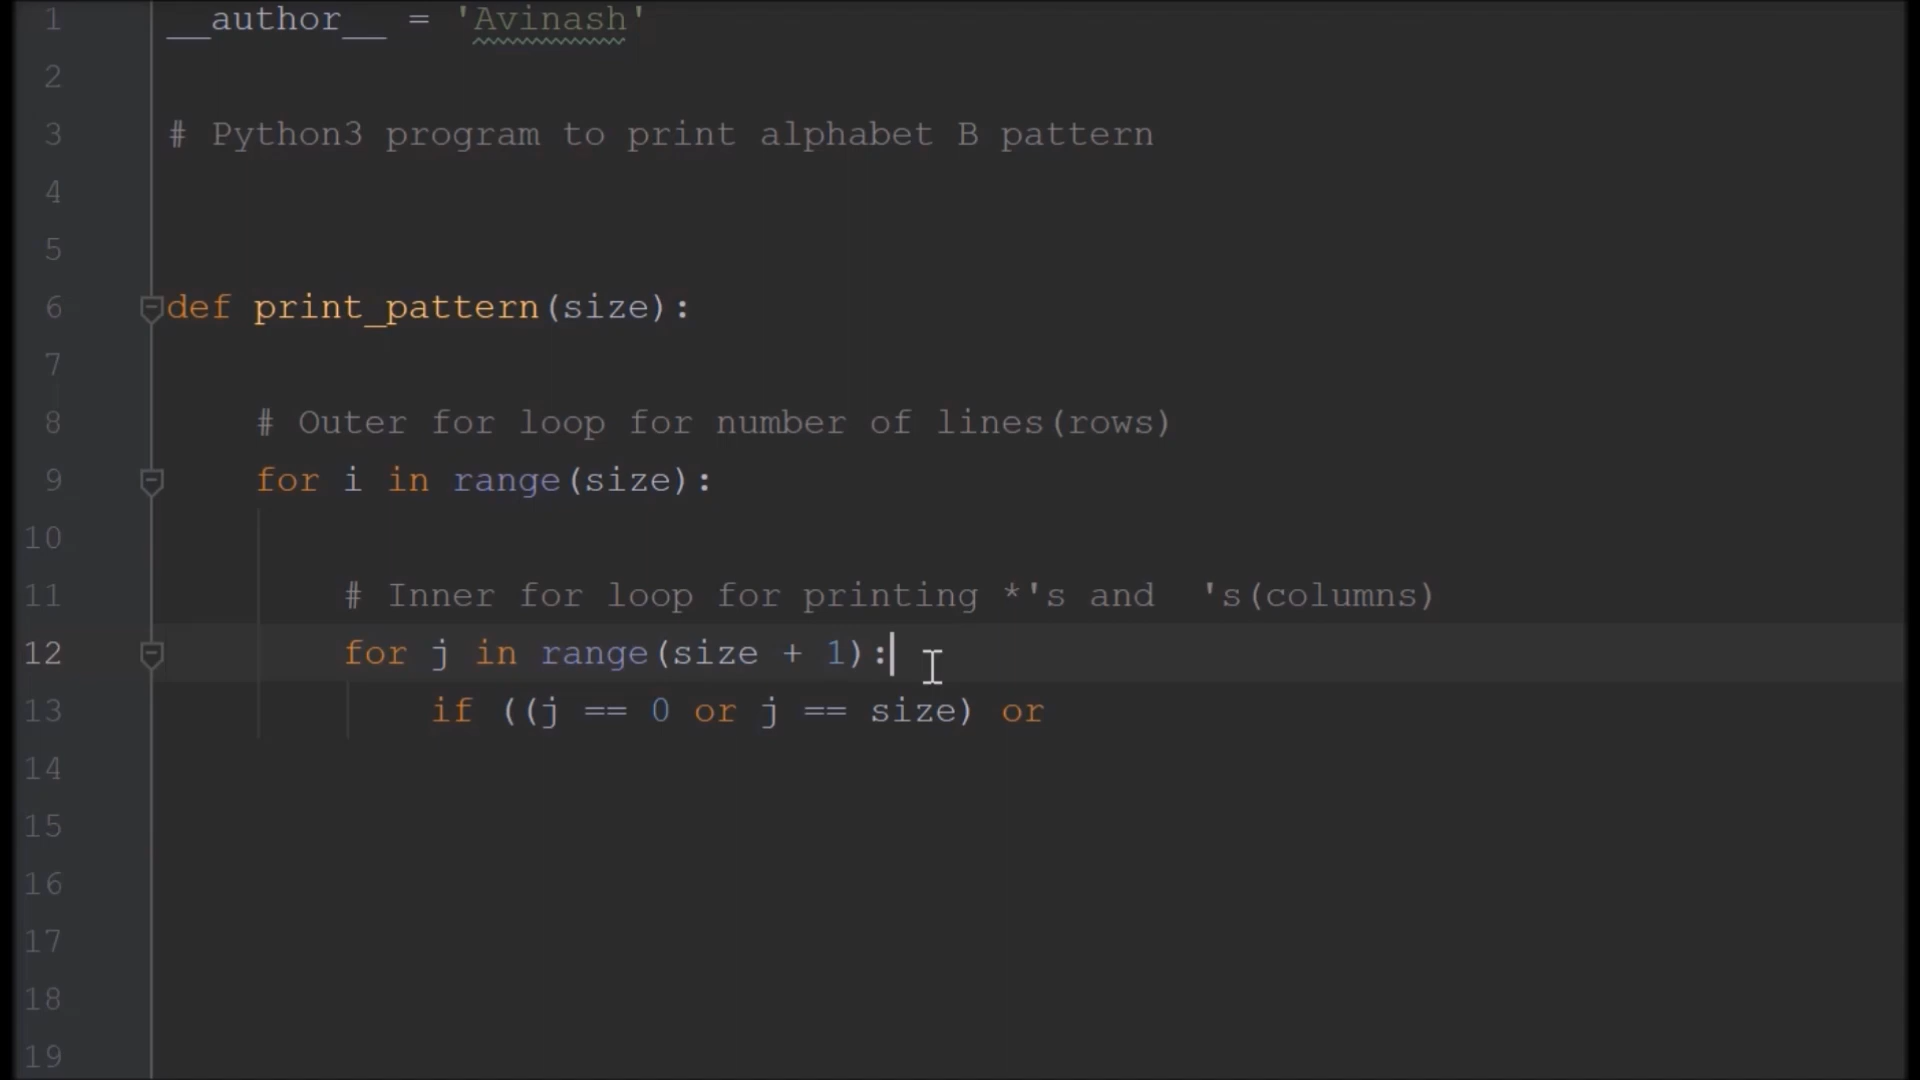 1 __author__ = 'Avinash'
2
3 # Python3 program to print alphabet B pattern
4
5
6 def print_pattern(size):
7
8 # Outer for loop for number of lines(rows)
9 for i in range(size):
10
11 # Inner for loop for printing *'s and  's(columns)
12 for j in range(size + 1):
13 if ((j == 0 or j == size) or
14
15
16
17
18
19